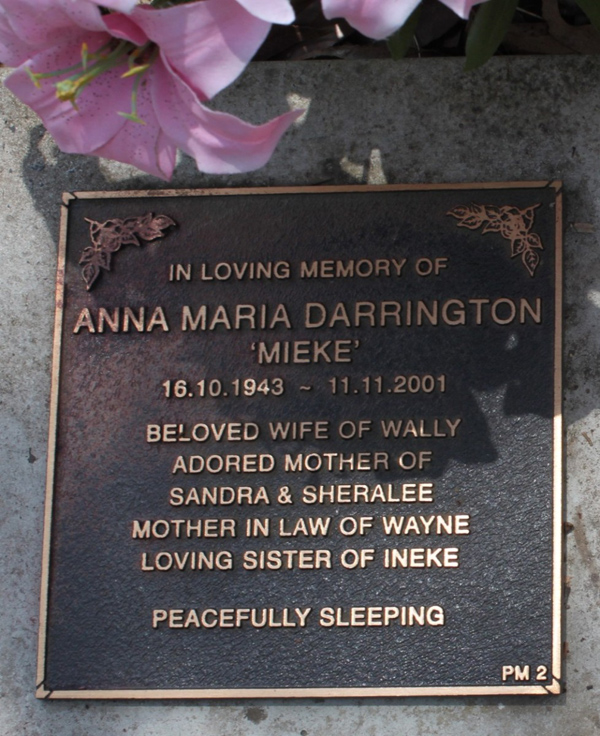 IN LOVING MEMORY OF
ANNA MARIA DARRINGTON
'MIEKE'
16.10.1943 ~ 11.11.2001
BELOVED WIFE OF WALLY
ADORED MOTHER OF
SANDRA & SHERALEE
MOTHER IN LAW OF WAYNE
LOVING SISTER OF INEKE
PEACEFULLY SLEEPING
PM 2